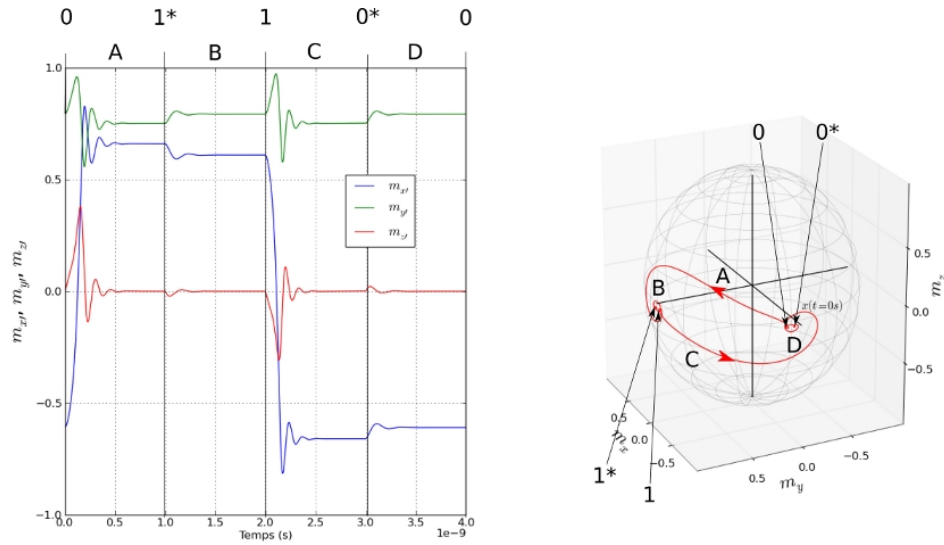 0 1* 1 0* 0
A B C D
1.0
0.5
0.0
−0.5
−1.0
m_x′, m_y′, m_z′
m_x′
m_y′
m_z′
0.0 0.5 1.0 1.5 2.0 2.5 3.0 3.5 4.0
Temps (s) 1e−9
0 0*
A
B
x(t=0s)
D
C
1*
1
0.5
0.0
−0.5
m_x
0.5
0.0
−0.5
m_y
0.5
0.0
−0.5
m_z